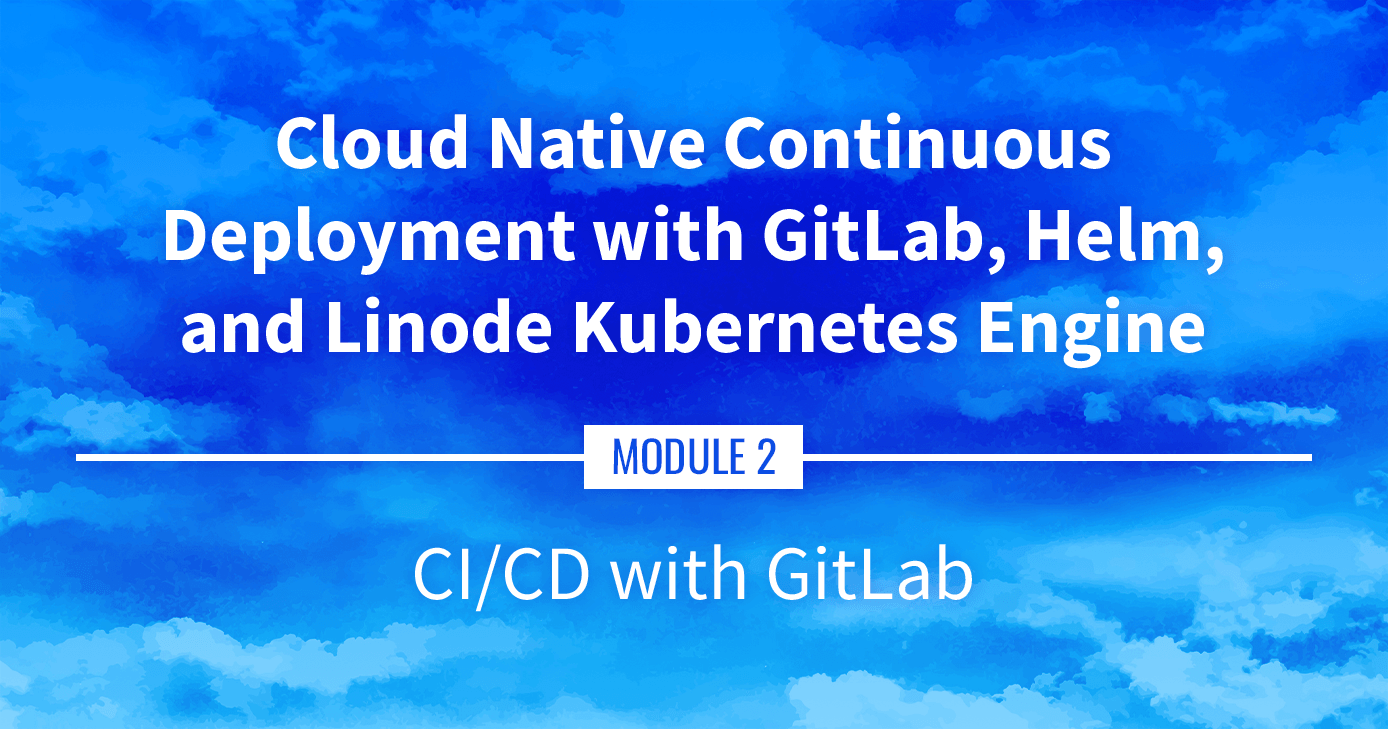 Cloud Native Continuous
Deployment with GitLab, Helm,
and Linode Kubernetes Engine
MODULE 2
CI/CD with GitLab